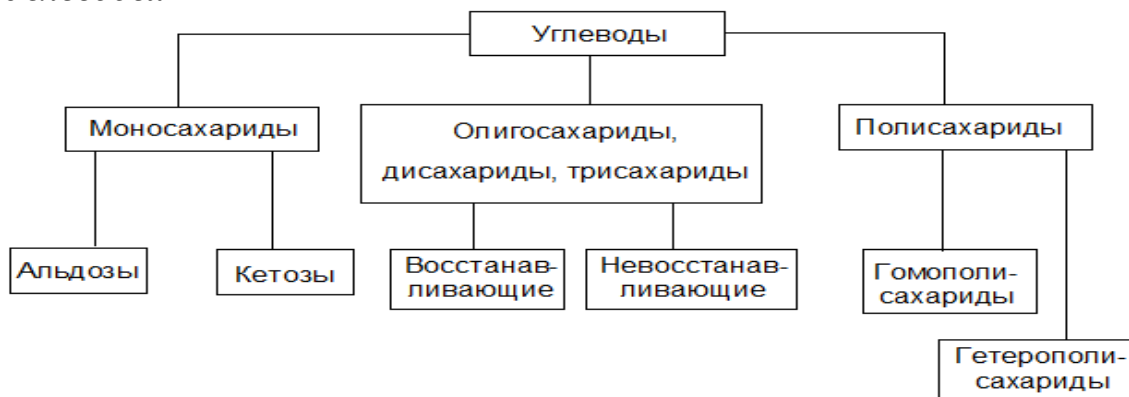 Углеводы
Моносахариды
Олигосахариды,
дисахариды, трисахариды
Полисахариды
Альдозы
Кетозы
Восстанав-
ливающие
Невосстанав-
ливающие
Гомополи-
сахариды
Гетерополи-
сахариды